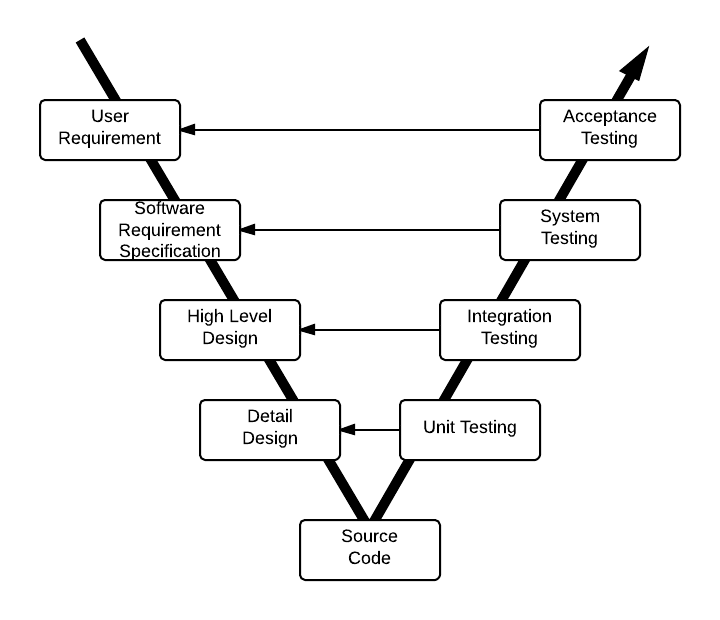 User
Requirement
Acceptance
Testing
Software
Requirement
Specification
System
Testing
High Level
Design
Integration
Testing
Detail
Design
Unit Testing
Source
Code